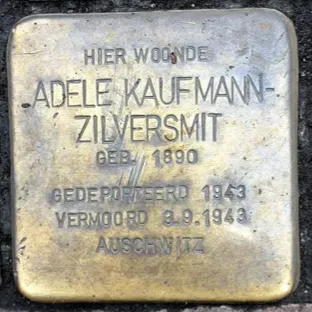 HIER WOONDE
ADELE KAUFMANN-
ZILVERSMIT
GEB. 1890
GEDEPORTEERD 1943
VERMOORD 3.9.1943
AUSCHWITZ